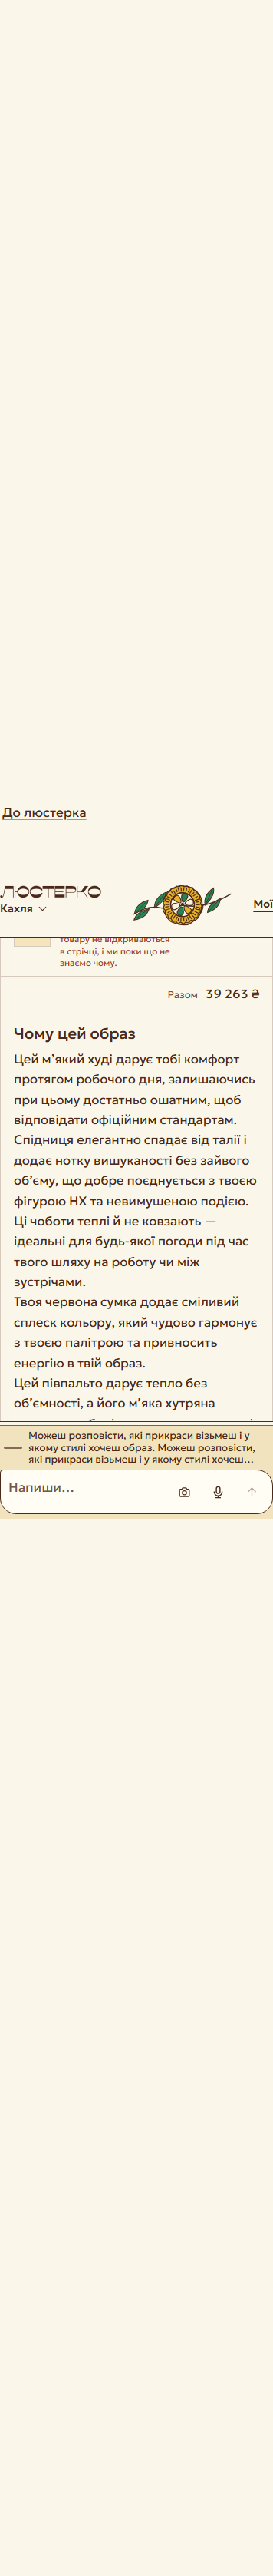 До люстерка
ЛЮСТЕРКО
Кахля
Мої
товару не відкриваються
в стрічці, і ми поки що не
знаємо чому.
Разом 39 263 ₴
Чому цей образ
Цей м’який худі дарує тобі комфорт
протягом робочого дня, залишаючись
при цьому достатньо ошатним, щоб
відповідати офіційним стандартам.
Спідниця елегантно спадає від талії і
додає нотку вишуканості без зайвого
об’єму, що добре поєднується з твоєю
фігурою НХ та невимушеною подією.
Ці чоботи теплі й не ковзають —
ідеальні для будь-якої погоди під час
твого шляху на роботу чи між
зустрічами.
Твоя червона сумка додає сміливий
сплеск кольору, який чудово гармонує
з твоєю палітрою та привносить
енергію в твій образ.
Цей півпальто дарує тепло без
об’ємності, а його м’яка хутряна
Можеш розповісти, які прикраси візьмеш і у
якому стилі хочеш образ. Можеш розповісти,
які прикраси візьмеш і у якому стилі хочеш...
Напиши...